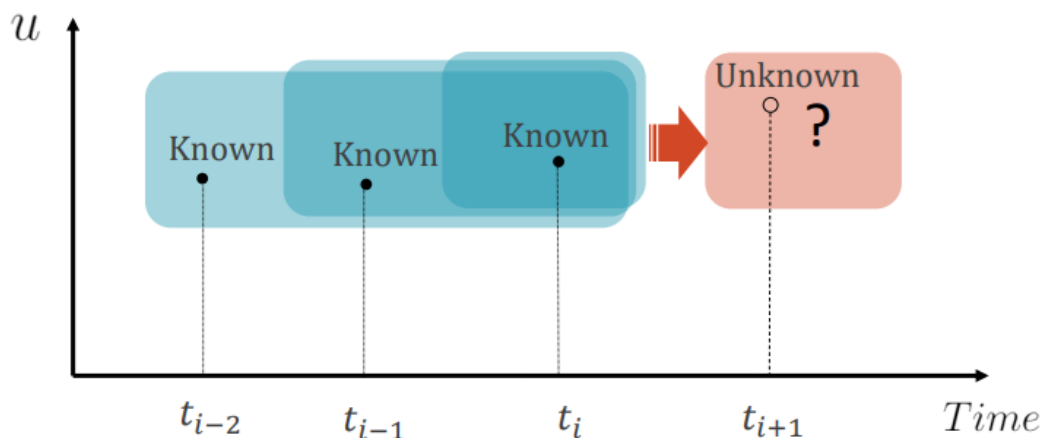 u
Unknown
?
Known
Known
Known
t_{i-2}
t_{i-1}
t_i
t_{i+1}
Time